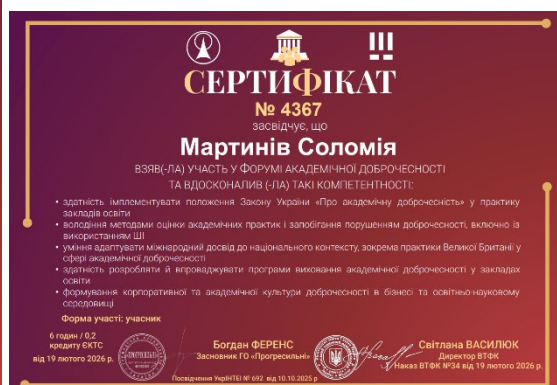 СЕРТИФІКАТ
№ 4367
засвідчує, що
Мартинів Соломія
ВЗЯВ(-ЛА) УЧАСТЬ У ФОРУМІ АКАДЕМІЧНОЇ ДОБРОЧЕСНОСТІ
ТА ВДОСКОНАЛИВ (-ЛА) ТАКІ КОМПЕТЕНТНОСТІ:
• здатність імплементувати положення Закону України «Про академічну доброчесність» у практику
закладів освіти
• володіння методами оцінки академічних практик і запобігання порушенням доброчесності, включно із
використанням ШІ
• уміння адаптувати міжнародний досвід до національного контексту, зокрема практики Великої Британії у
сфері академічної доброчесності
• здатність розробляти й впроваджувати програми виховання академічної доброчесності у закладах
освіти
• формування корпоративної та академічної культури доброчесності в бізнесі та освітньо-науковому
середовищі
Форма участі: учасник
6 годин / 0,2
кредиту ЄКТС
від 19 лютого 2026 р.
Богдан ФЕРЕНС
Засновник ГО «Прогресильні»
Світлана ВАСИЛЮК
Директор ВТФК
Наказ ВТФК №34 від 19 лютого 2026 р.
Посвідчення УкрІНТЕІ № 692 від 10.10.2025 р